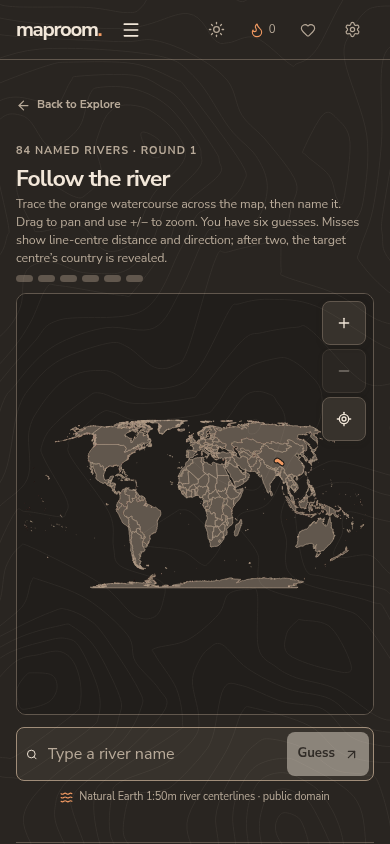 maproom.
0
Back to Explore
84 NAMED RIVERS · ROUND 1
Follow the river
Trace the orange watercourse across the map, then name it.
Drag to pan and use +/− to zoom. You have six guesses. Misses
show line-centre distance and direction; after two, the target
centre's country is revealed.
+
−
Type a river name
Guess
Natural Earth 1:50m river centerlines · public domain